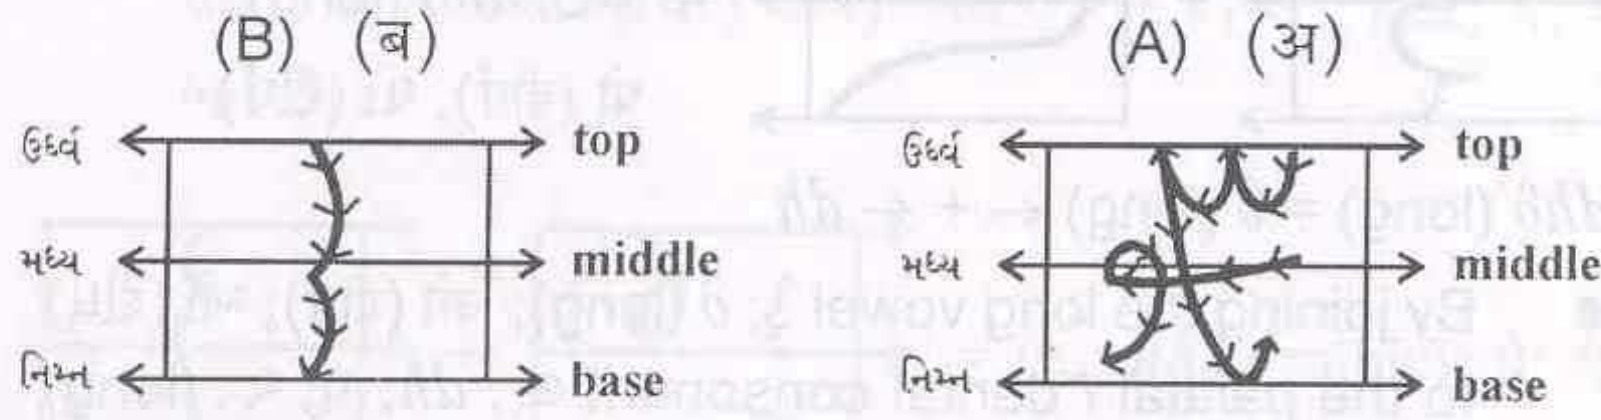 (B) (ब) (A) (अ)
ઉર્ધ્વ top ઉર્ધ્વ top
મધ્ય middle મધ્ય middle
નિમ્ન base નિમ્ન base